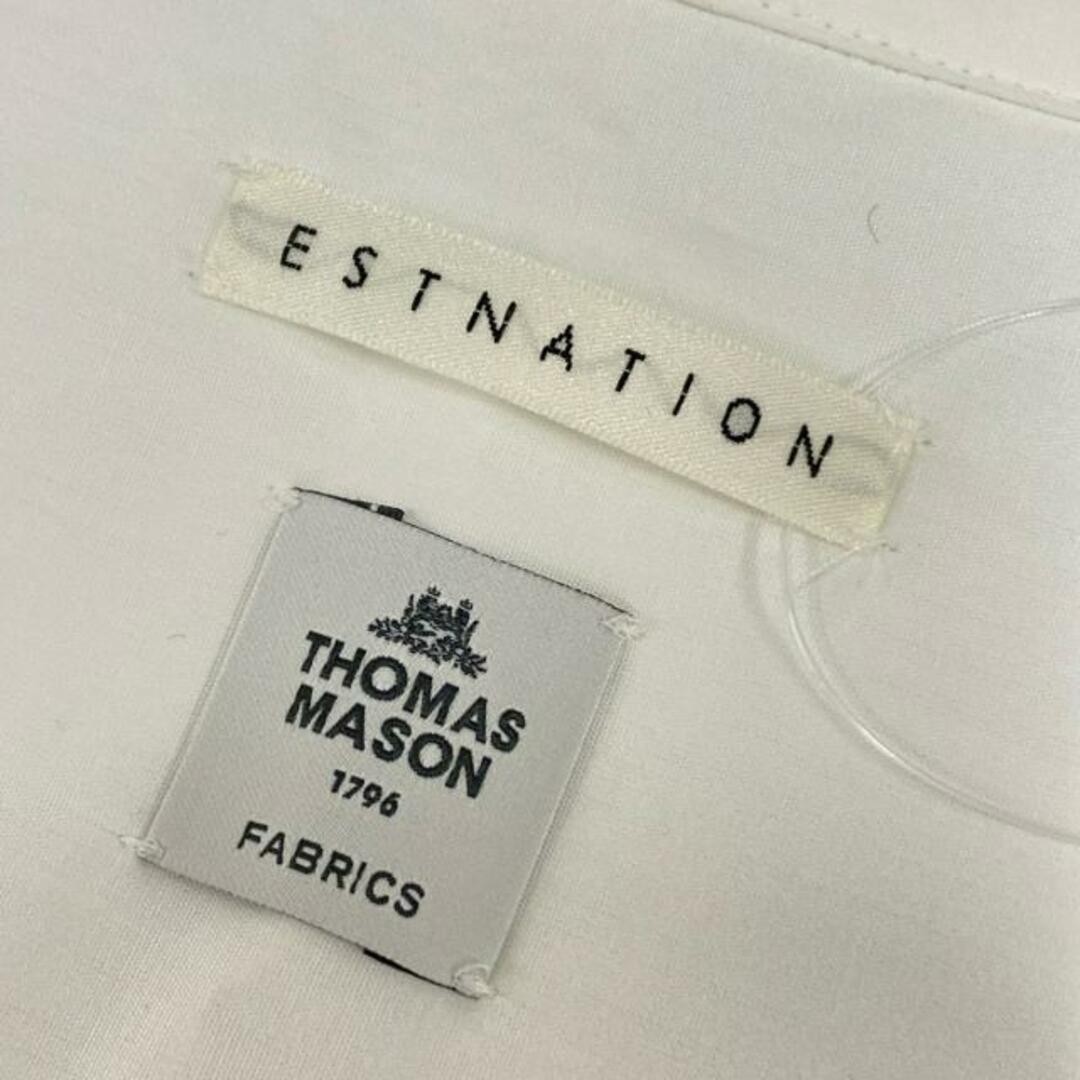 ESTNATION
THOMAS
MASON
1796
FABRICS